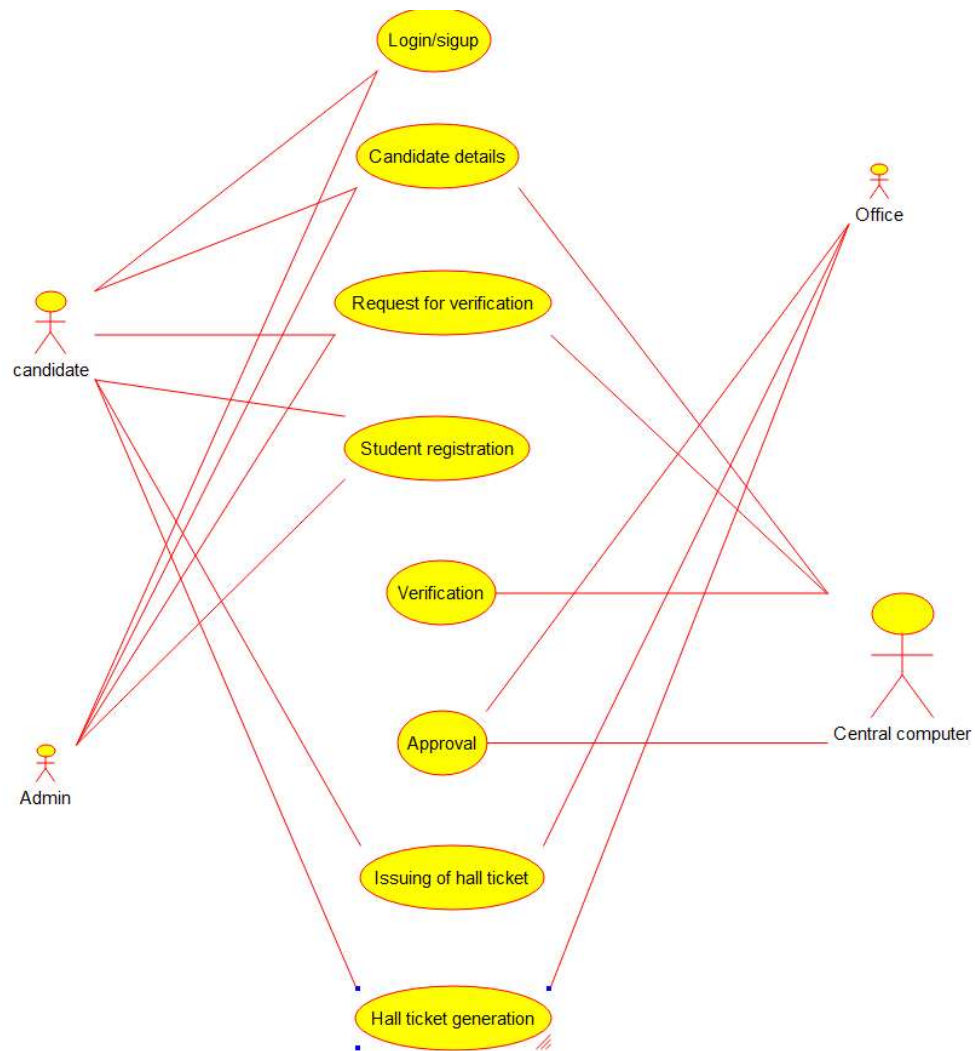 Login/sigup
Candidate details
Office
Request for verification
candidate
Student registration
Verification
Central computer
Approval
Admin
Issuing of hall ticket
Hall ticket generation